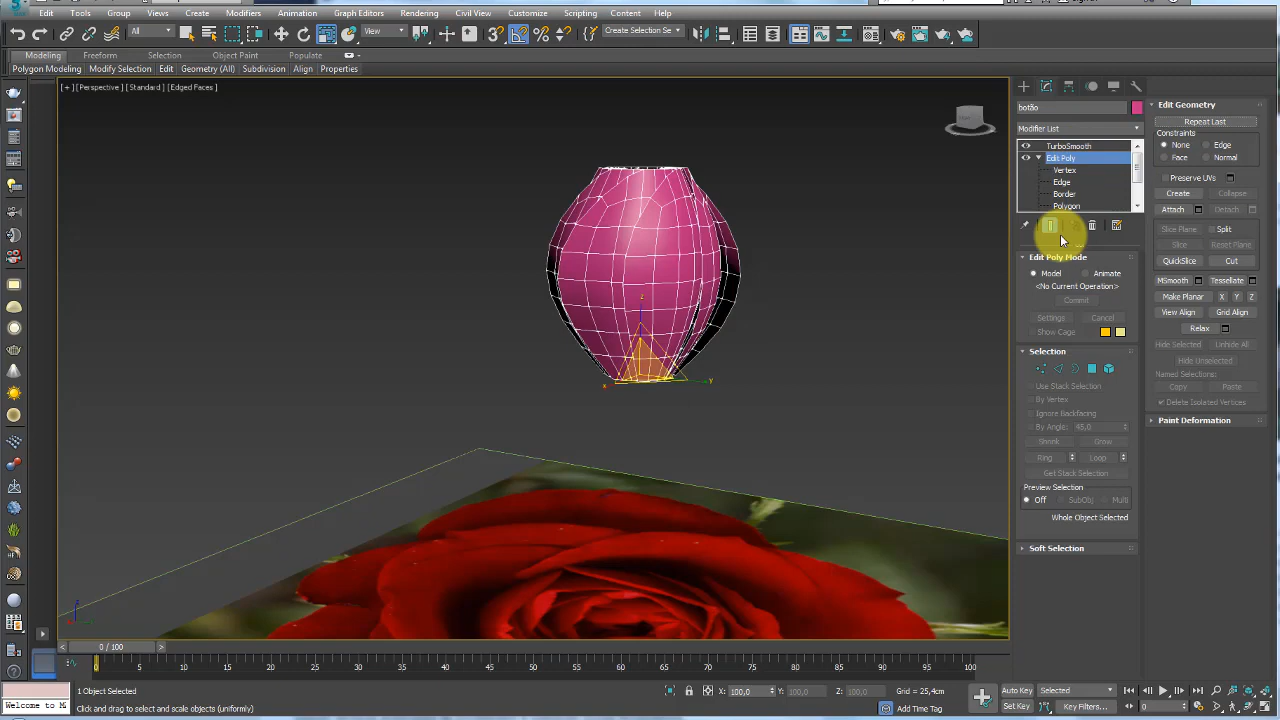 Edit Tools Group Views Create Modifiers Animation Graph Editors Rendering Civil View Customize Scripting Content Help
All View Create Selection Se
Modeling Freeform Selection Object Paint Populate
Polygon Modeling Modify Selection Edit Geometry (All) Subdivision Align Properties
[+] [Perspective] [Standard] [Edged Faces]
botão
Modifier List
TurboSmooth
Edit Poly
Vertex
Edge
Border
Polygon
Edit Poly Mode
Model Animate
<No Current Operation>
Commit
Settings Cancel
Show Cage
Selection
Use Stack Selection
By Vertex
Ignore Backfacing
By Angle: 45,0
Shrink Grow
Ring Loop
Get Stack Selection
Preview Selection
Off SubObj Multi
Whole Object Selected
Soft Selection
Edit Geometry
Repeat Last
Constraints
None Edge
Face Normal
Preserve UVs
Create Collapse
Attach Detach
Slice Plane Split
Slice Reset Plane
QuickSlice Cut
MSmooth Tessellate
Make Planar X Y Z
View Align Grid Align
Relax
Hide Selected Unhide All
Hide Unselected
Named Selections:
Copy Paste
Delete Isolated Vertices
Paint Deformation
z
x y
0 / 100
0 5 10 15 20 25 30 35 40 45 50 55 60 65 70 75 80 85 90 95 100
1 Object Selected X: 100,0 Y: 100,0 Z: 100,0 Grid = 25,4cm Auto Key Selected
Welcome to M Click and drag to select and scale objects (uniformly) Add Time Tag Set Key Key Filters... 0